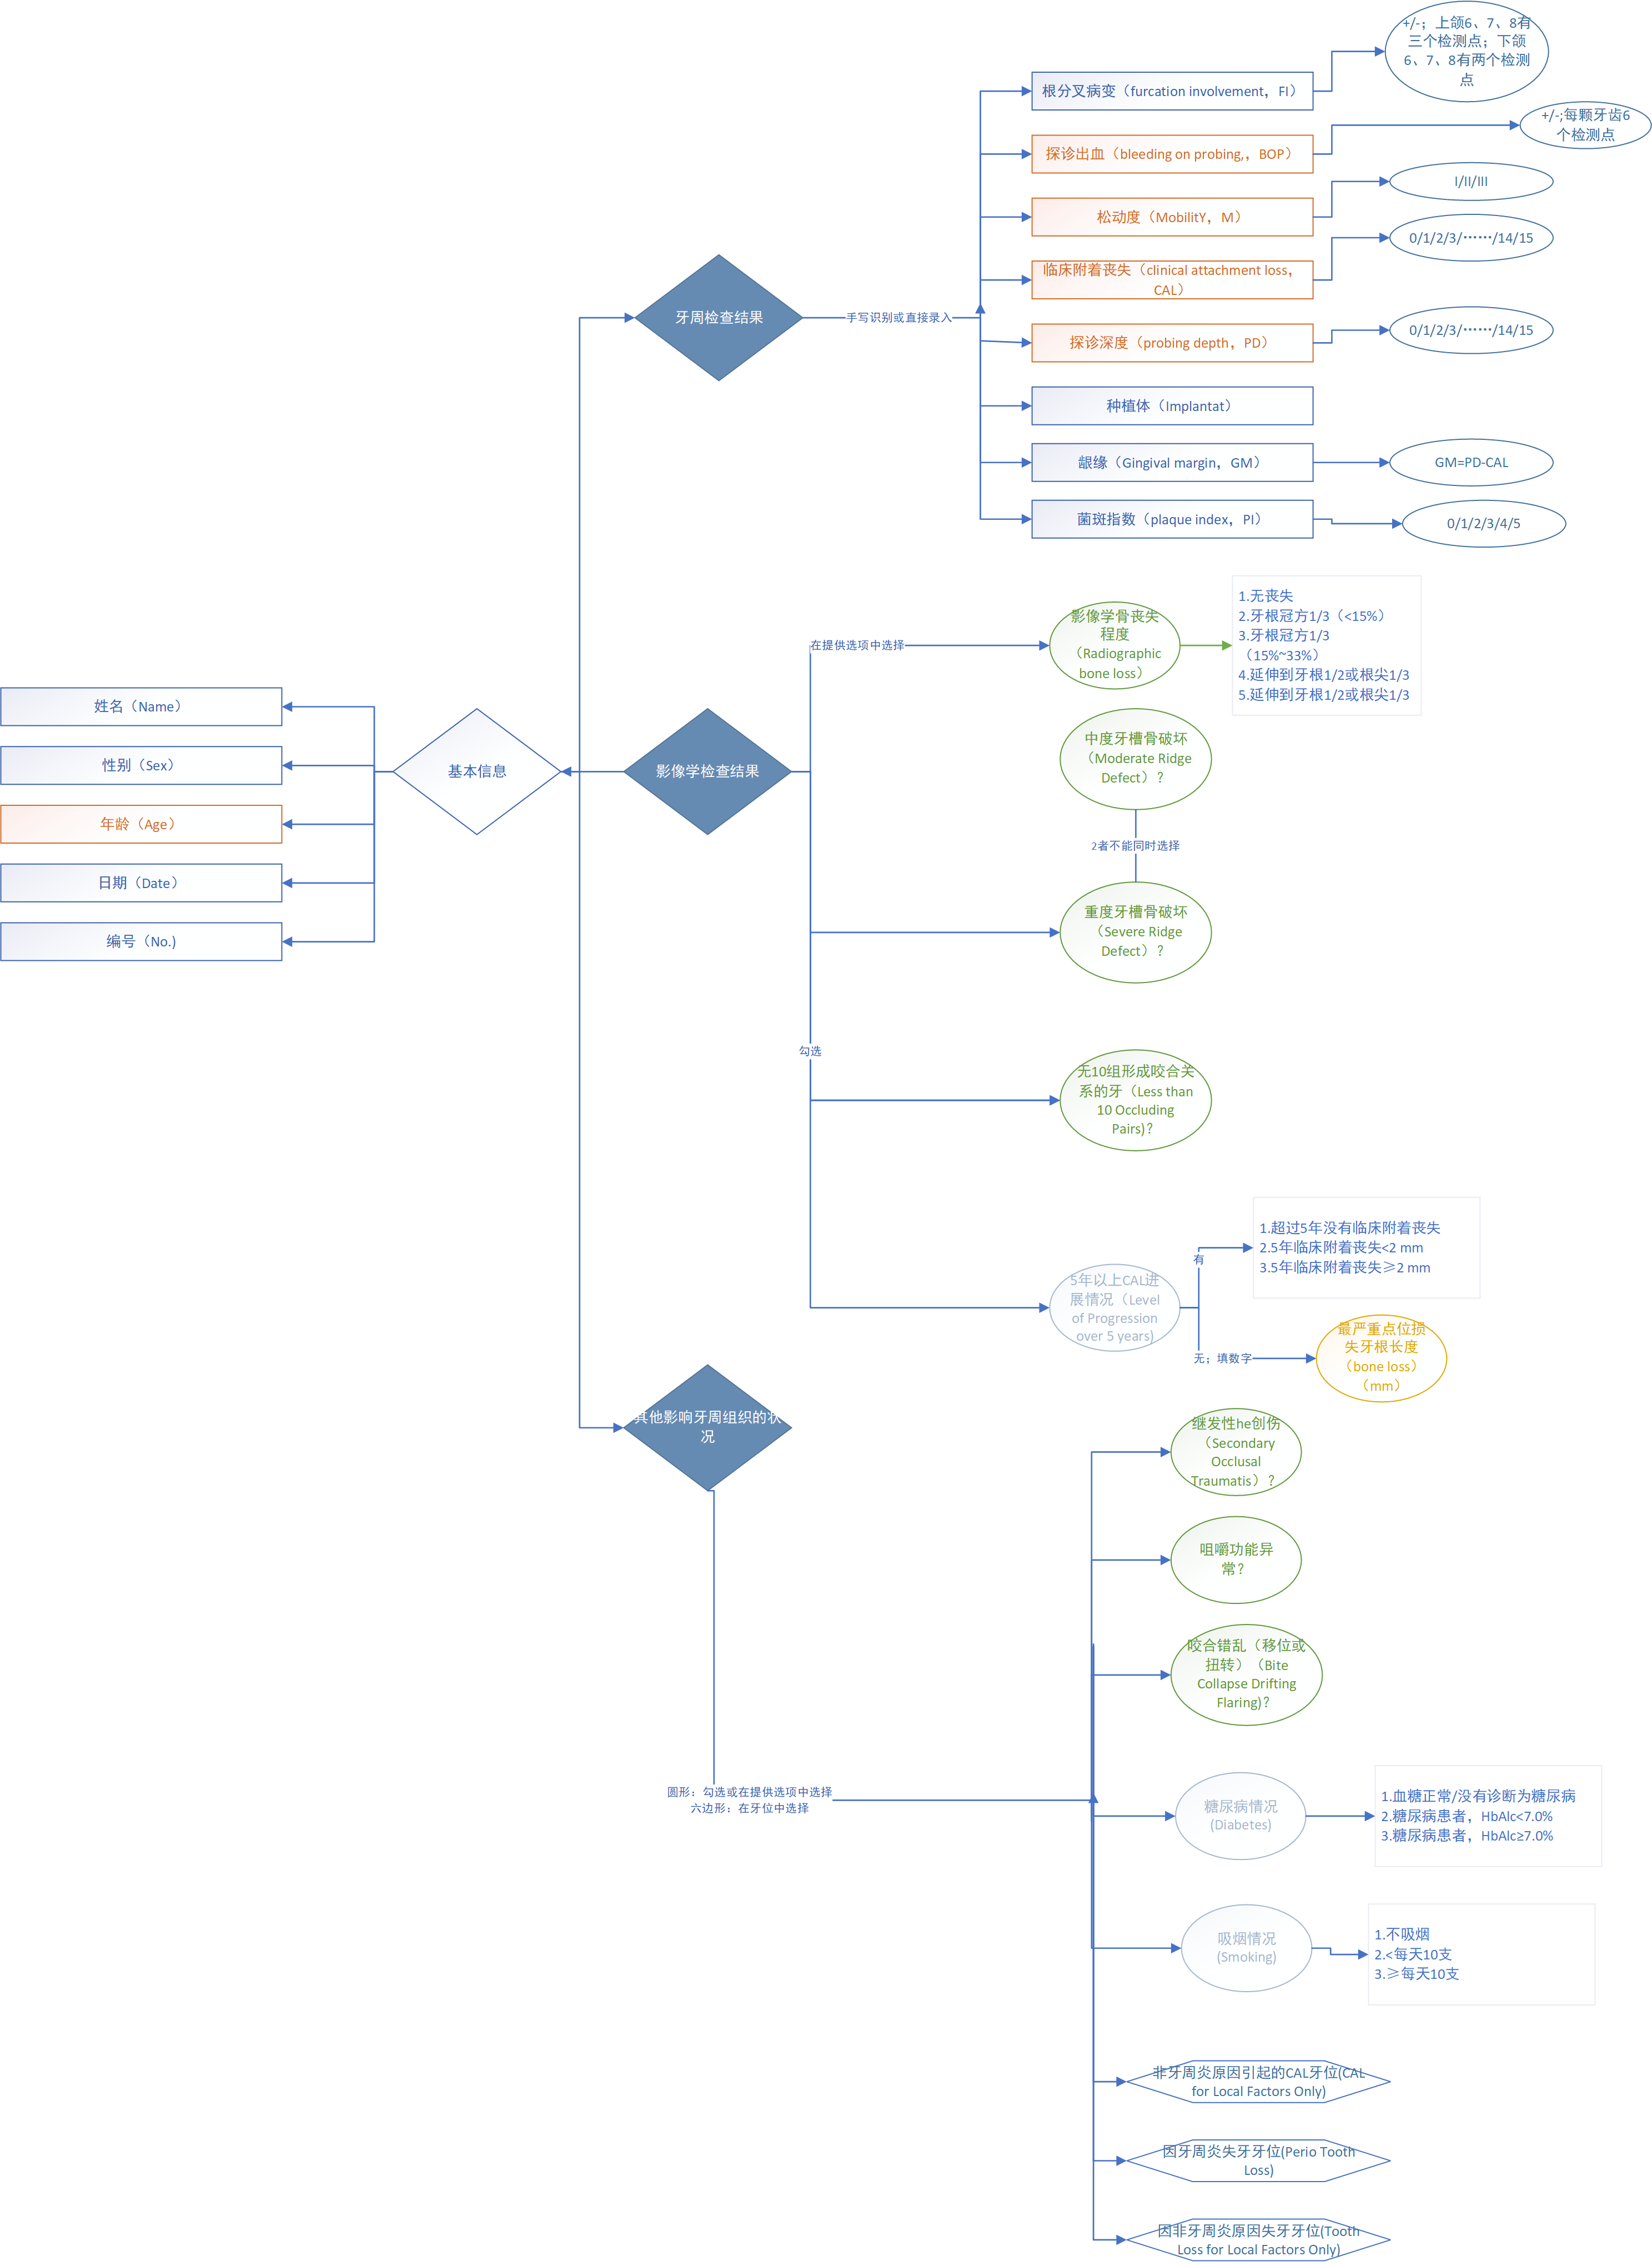 +/-；上颌6、7、8有
三个检测点；下颌
6、7、8有两个检测
点
根分叉病变（furcation involvement，FI）
+/-;每颗牙齿6
个检测点
探诊出血（bleeding on probing,，BOP）
I/II/III
松动度（MobilitY，M）
0/1/2/3/……/14/15
临床附着丧失（clinical attachment loss，
CAL）
牙周检查结果
手写识别或直接录入
0/1/2/3/……/14/15
探诊深度（probing depth，PD）
种植体（Implantat）
龈缘（Gingival margin，GM）
GM=PD-CAL
菌斑指数（plaque index，PI）
0/1/2/3/4/5
影像学骨丧失
程度
（Radiographic
bone loss）
在提供选项中选择
1.无丧失
2.牙根冠方1/3（<15%）
3.牙根冠方1/3
（15%~33%）
4.延伸到牙根1/2或根尖1/3
5.延伸到牙根1/2或根尖1/3
姓名（Name）
性别（Sex）
年龄（Age）
日期（Date）
编号（No.)
基本信息
影像学检查结果
中度牙槽骨破坏
（Moderate Ridge
Defect）？
2者不能同时选择
重度牙槽骨破坏
（Severe Ridge
Defect）？
勾选
无10组形成咬合关
系的牙（Less than
10 Occluding
Pairs)？
1.超过5年没有临床附着丧失
2.5年临床附着丧失<2 mm
3.5年临床附着丧失≥2 mm
有
5年以上CAL进
展情况（Level
of Progression
over 5 years)
无；填数字
最严重点位损
失牙根长度
（bone loss）
（mm）
其他影响牙周组织的状
况
继发性he创伤
（Secondary
Occlusal
Traumatis）？
咀嚼功能异
常？
咬合错乱（移位或
扭转）（Bite
Collapse Drifting
Flaring)？
圆形：勾选或在提供选项中选择
六边形：在牙位中选择
糖尿病情况
(Diabetes)
1.血糖正常/没有诊断为糖尿病
2.糖尿病患者，HbAlc<7.0%
3.糖尿病患者，HbAlc≥7.0%
吸烟情况
(Smoking)
1.不吸烟
2.<每天10支
3.≥每天10支
非牙周炎原因引起的CAL牙位(CAL
for Local Factors Only)
因牙周炎失牙牙位(Perio Tooth
Loss)
因非牙周炎原因失牙牙位(Tooth
Loss for Local Factors Only)